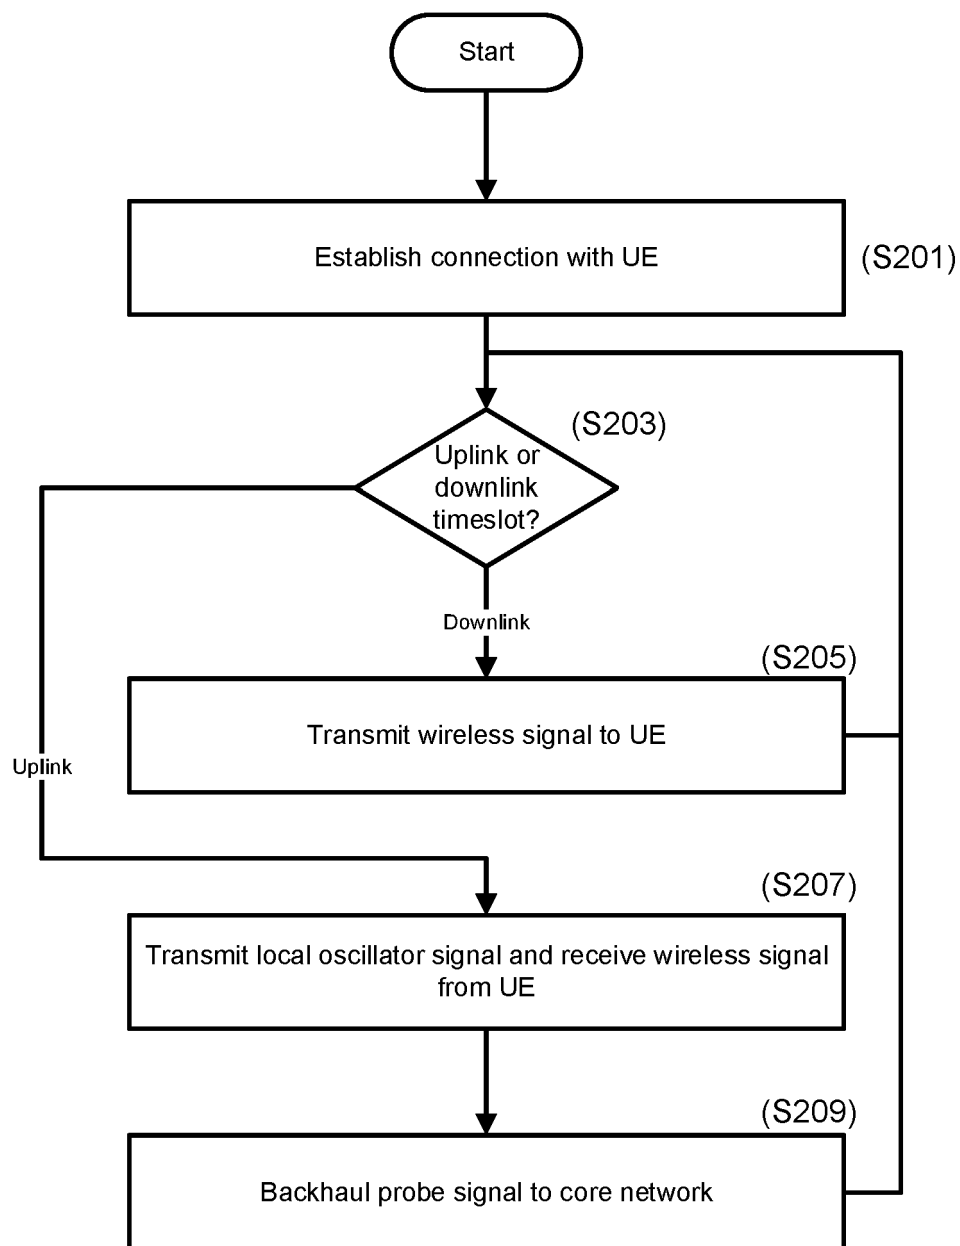 Start
Establish connection with UE
(S201)
(S203)
Uplink or
downlink
timeslot?
Downlink
(S205)
Transmit wireless signal to UE
Uplink
(S207)
Transmit local oscillator signal and receive wireless signal
from UE
(S209)
Backhaul probe signal to core network